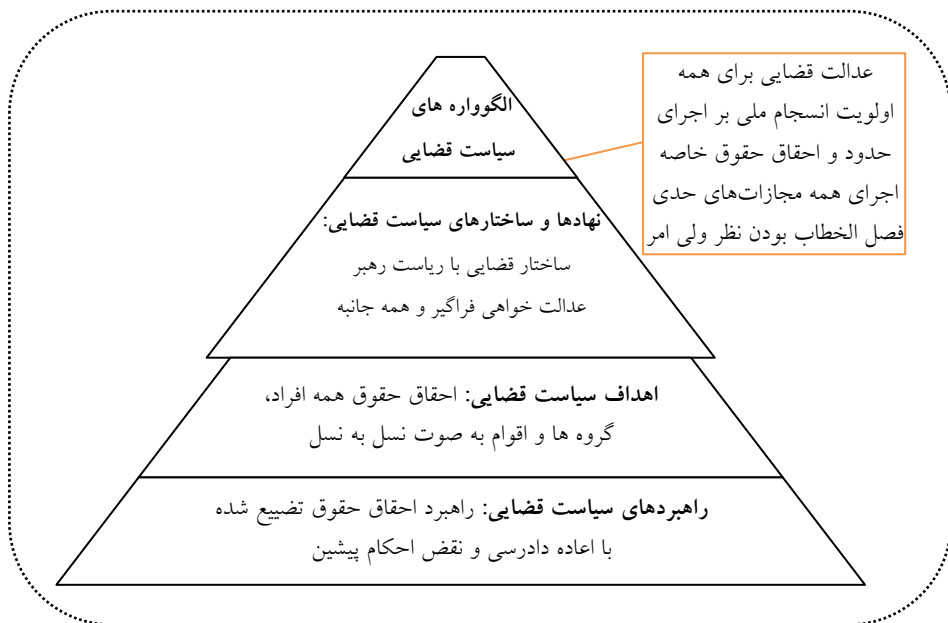 الگوواره های
سیاست قضایی
عدالت قضایی برای همه
اولویت انسجام ملی بر اجرای
حدود و احقاق حقوق خاصه
اجرای همه مجازات‌های حدی
فصل الخطاب بودن نظر ولی امر
نهادها و ساختارهای سیاست قضایی:
ساختار قضایی با ریاست رهبر
عدالت خواهی فراگیر و همه جانبه
اهداف سیاست قضایی: احقاق حقوق همه افراد،
گروه ها و اقوام به صوت نسل به نسل
راهبردهای سیاست قضایی: راهبرد احقاق حقوق تضییع شده
با اعاده دادرسی و نقض احکام پیشین